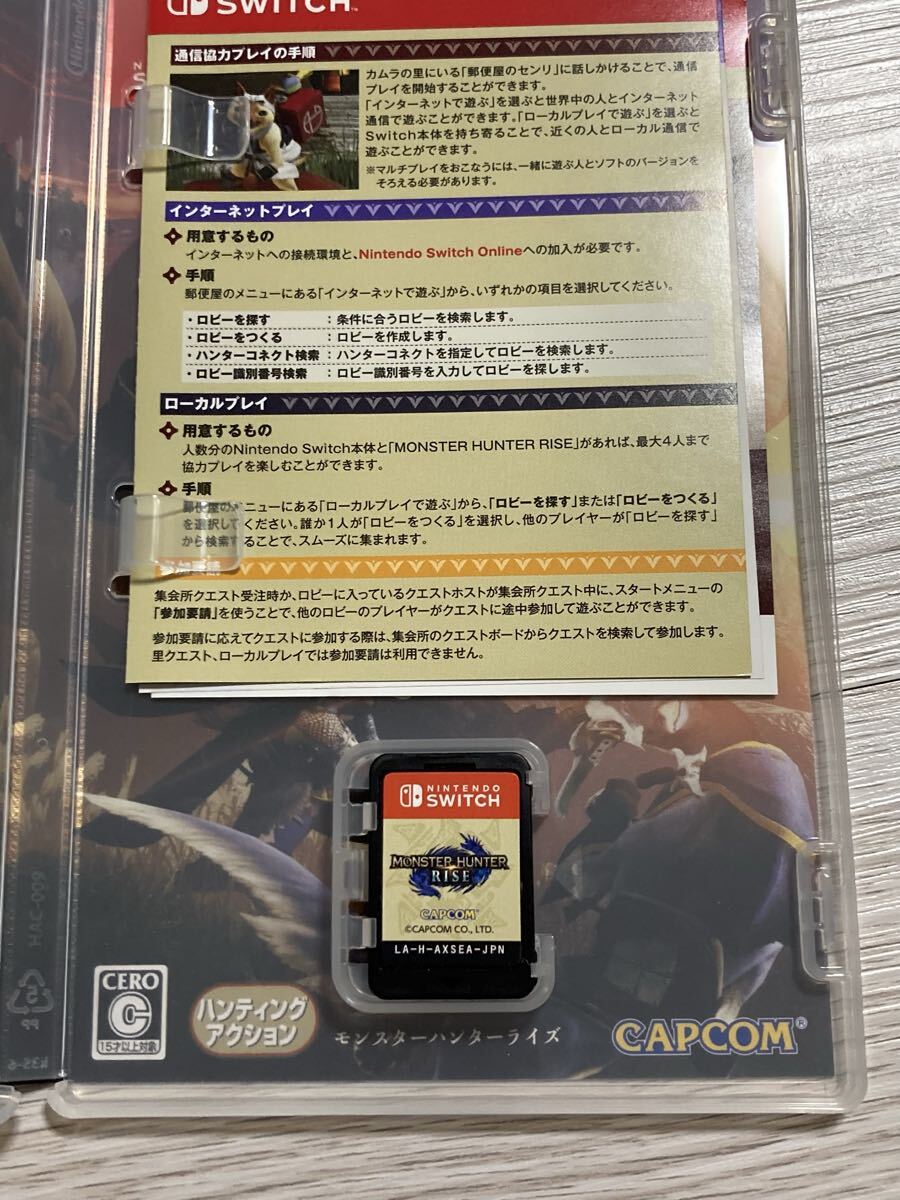 SWITCH™
Nintendo
通信協力プレイの手順
カムラの里にいる「郵便屋のセンリ」に話しかけることで、通信
プレイを開始することができます。
「インターネットで遊ぶ」を選ぶと世界中の人とインターネット
通信で遊ぶことができます。「ローカルプレイで遊ぶ」を選ぶと
Switch本体を持ち寄ることで、近くの人とローカル通信で
遊ぶことができます。
※マルチプレイをおこなうには、一緒に遊ぶ人とソフトのバージョンを
そろえる必要があります。
インターネットプレイ
用意するもの
インターネットへの接続環境と、Nintendo Switch Onlineへの加入が必要です。
手順
郵便屋のメニューにある「インターネットで遊ぶ」から、いずれかの項目を選択してください。
・ロビーを探す：条件に合うロビーを検索します。
・ロビーをつくる：ロビーを作成します。
・ハンターコネクト検索：ハンターコネクトを指定してロビーを検索します。
・ロビー識別番号検索：ロビー識別番号を入力してロビーを探します。
ローカルプレイ
用意するもの
人数分のNintendo Switch本体と「MONSTER HUNTER RISE」があれば、最大4人まで
協力プレイを楽しむことができます。
手順
郵便屋のメニューにある「ローカルプレイで遊ぶ」から、「ロビーを探す」または「ロビーをつくる」
を選択してください。誰か1人が「ロビーをつくる」を選択し、他のプレイヤーが「ロビーを探す」
から検索することで、スムーズに集まれます。
参加要請
集会所クエスト受注時か、ロビーに入っているクエストホストが集会所クエスト中に、スタートメニューの
「参加要請」を使うことで、他のロビーのプレイヤーがクエストに途中参加して遊ぶことができます。
参加要請に応えてクエストに参加する際は、集会所のクエストボードからクエストを検索して参加します。
里クエスト、ローカルプレイでは参加要請は利用できません。
NINTENDO
SWITCH
MONSTER HUNTER
RISE
CAPCOM
©CAPCOM CO., LTD.
LA-H-AXSEA-JPN
HAC-009
5
PP
CERO
C
15才以上対象
ハンティング
アクション
モンスターハンターライズ
CAPCOM®